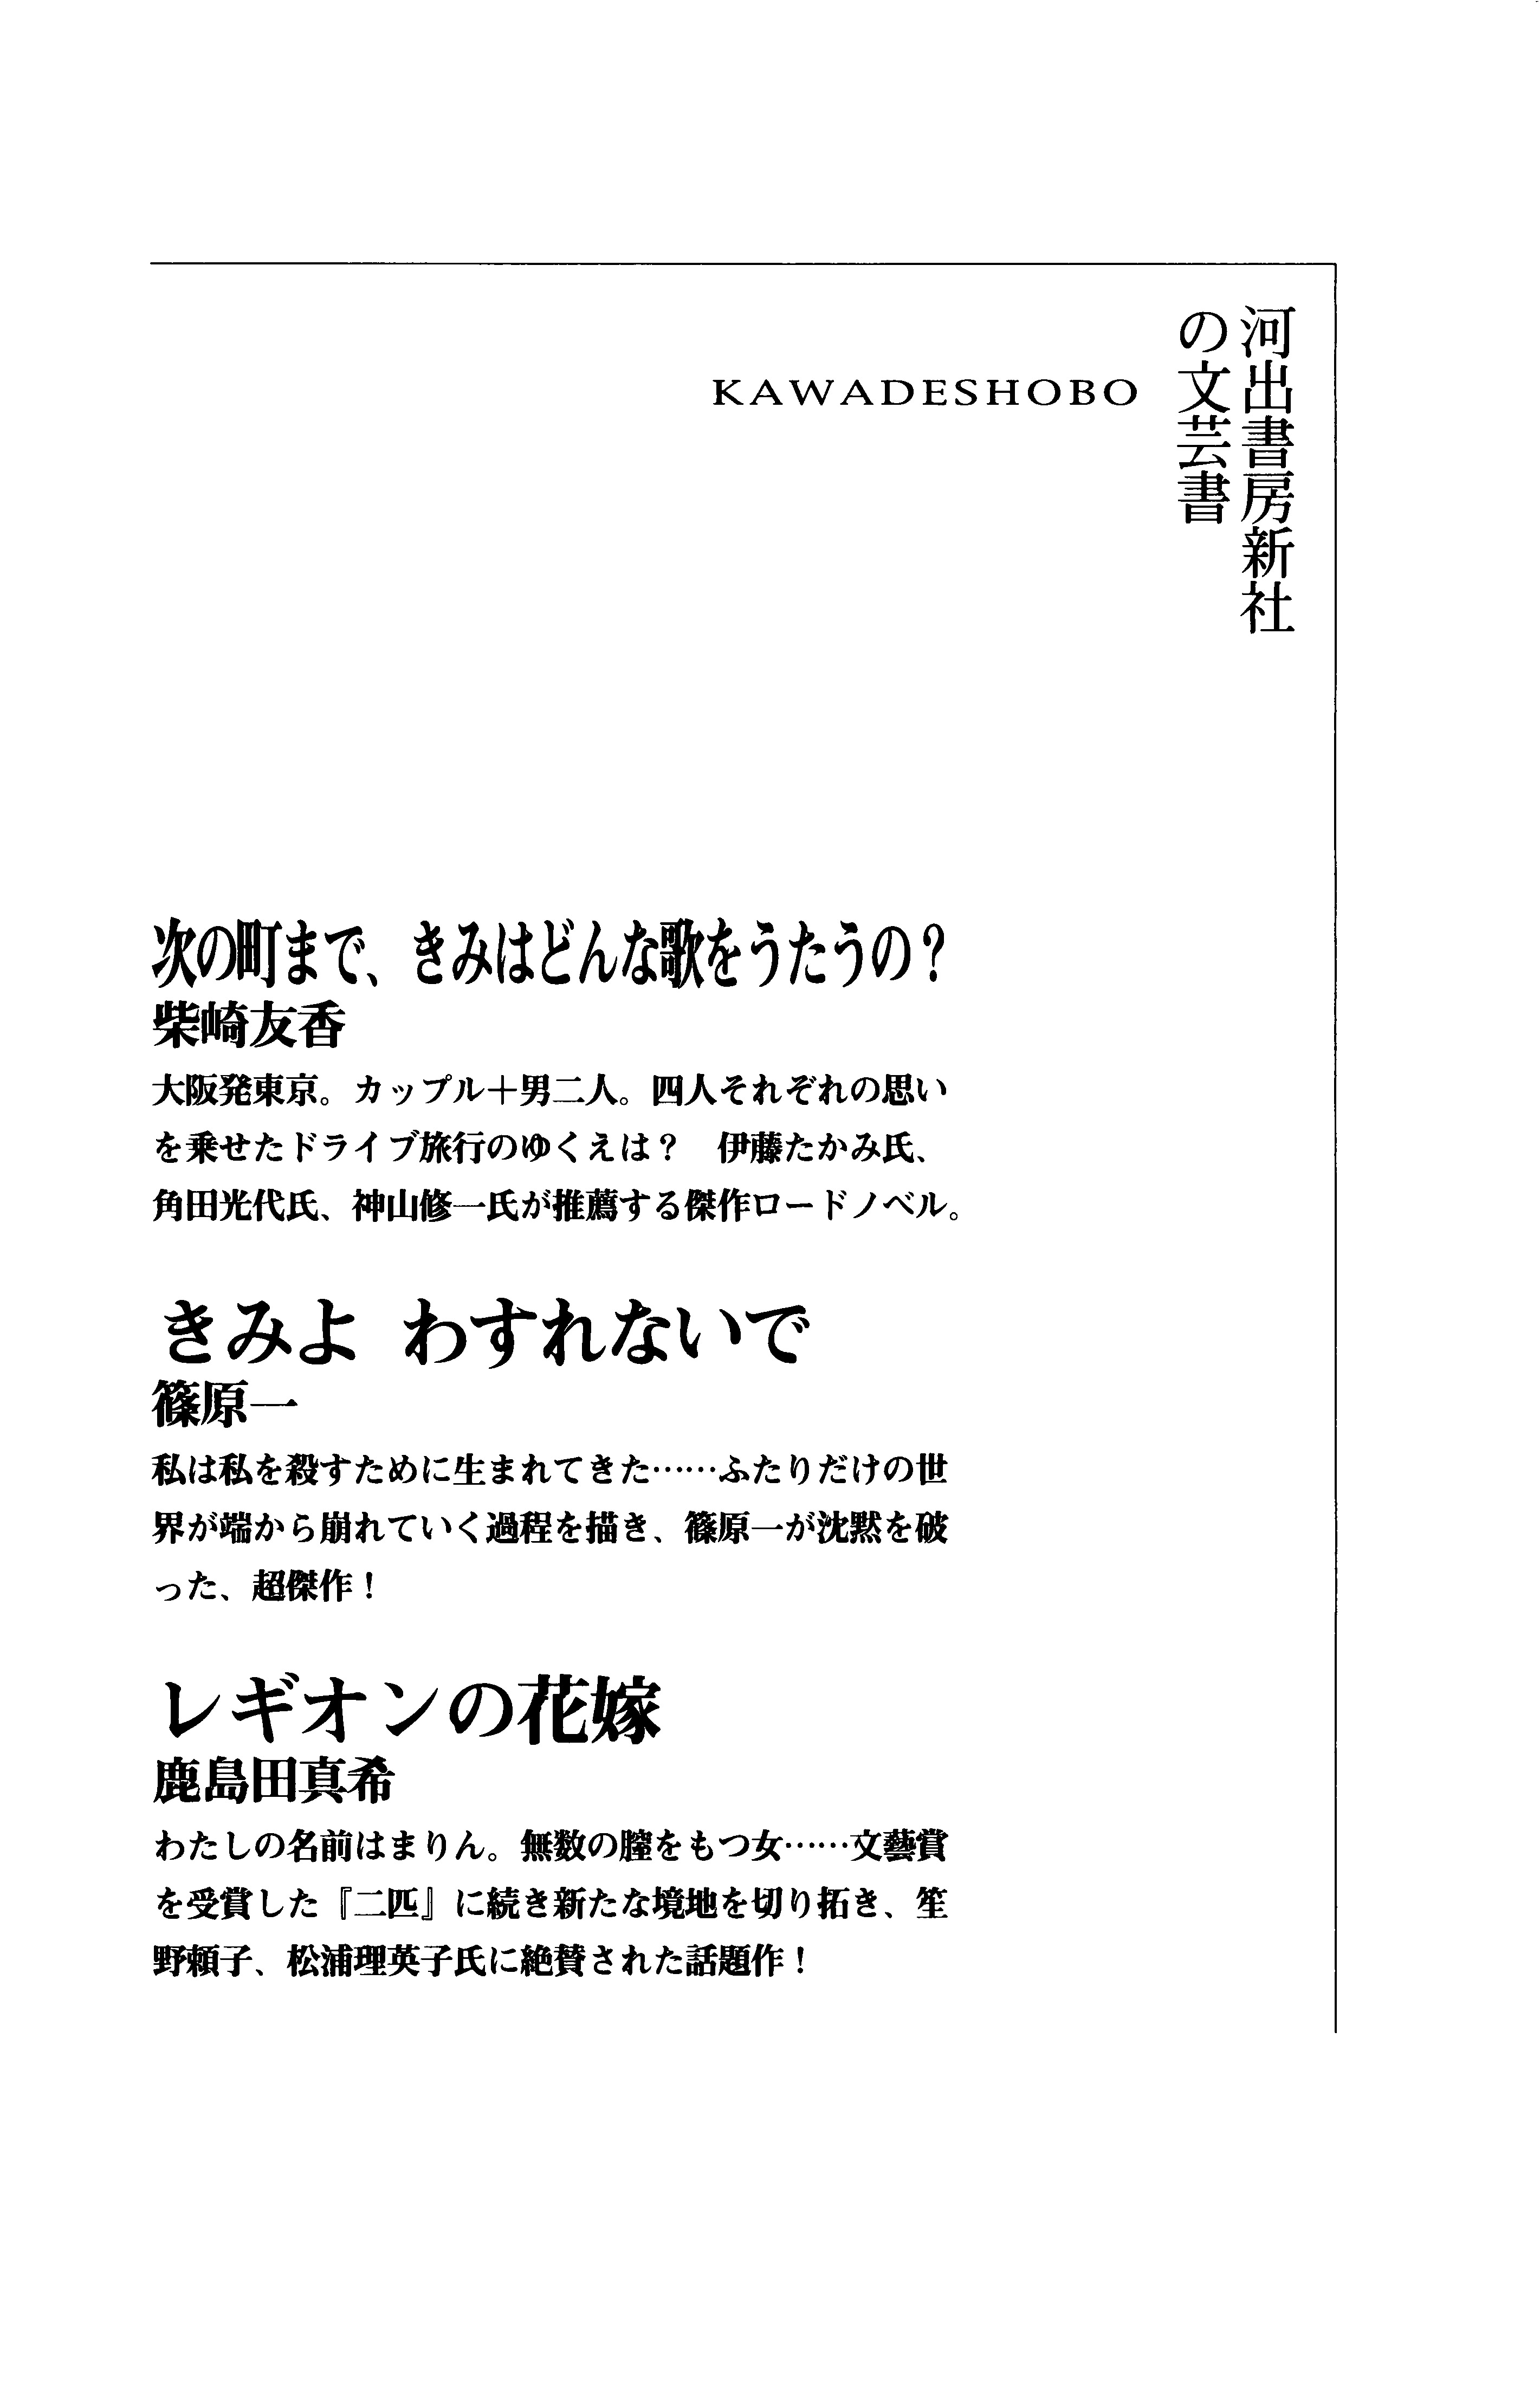 河出書房新社
の文芸書
KAWADESHOBO
次の町まで、きみはどんな歌をうたうの？
柴崎友香
大阪発東京。カップル＋男二人。四人それぞれの思い
を乗せたドライブ旅行のゆくえは？　伊藤たかみ氏、
角田光代氏、神山修一氏が推薦する傑作ロードノベル。
きみよ　わすれないで
篠原一
私は私を殺すために生まれてきた……ふたりだけの世
界が端から崩れていく過程を描き、篠原一が沈黙を破
った、超傑作！
レギオンの花嫁
鹿島田真希
わたしの名前はまりん。無数の膣をもつ女……文藝賞
を受賞した『二匹』に続き新たな境地を切り拓き、笙
野頼子、松浦理英子氏に絶賛された話題作！